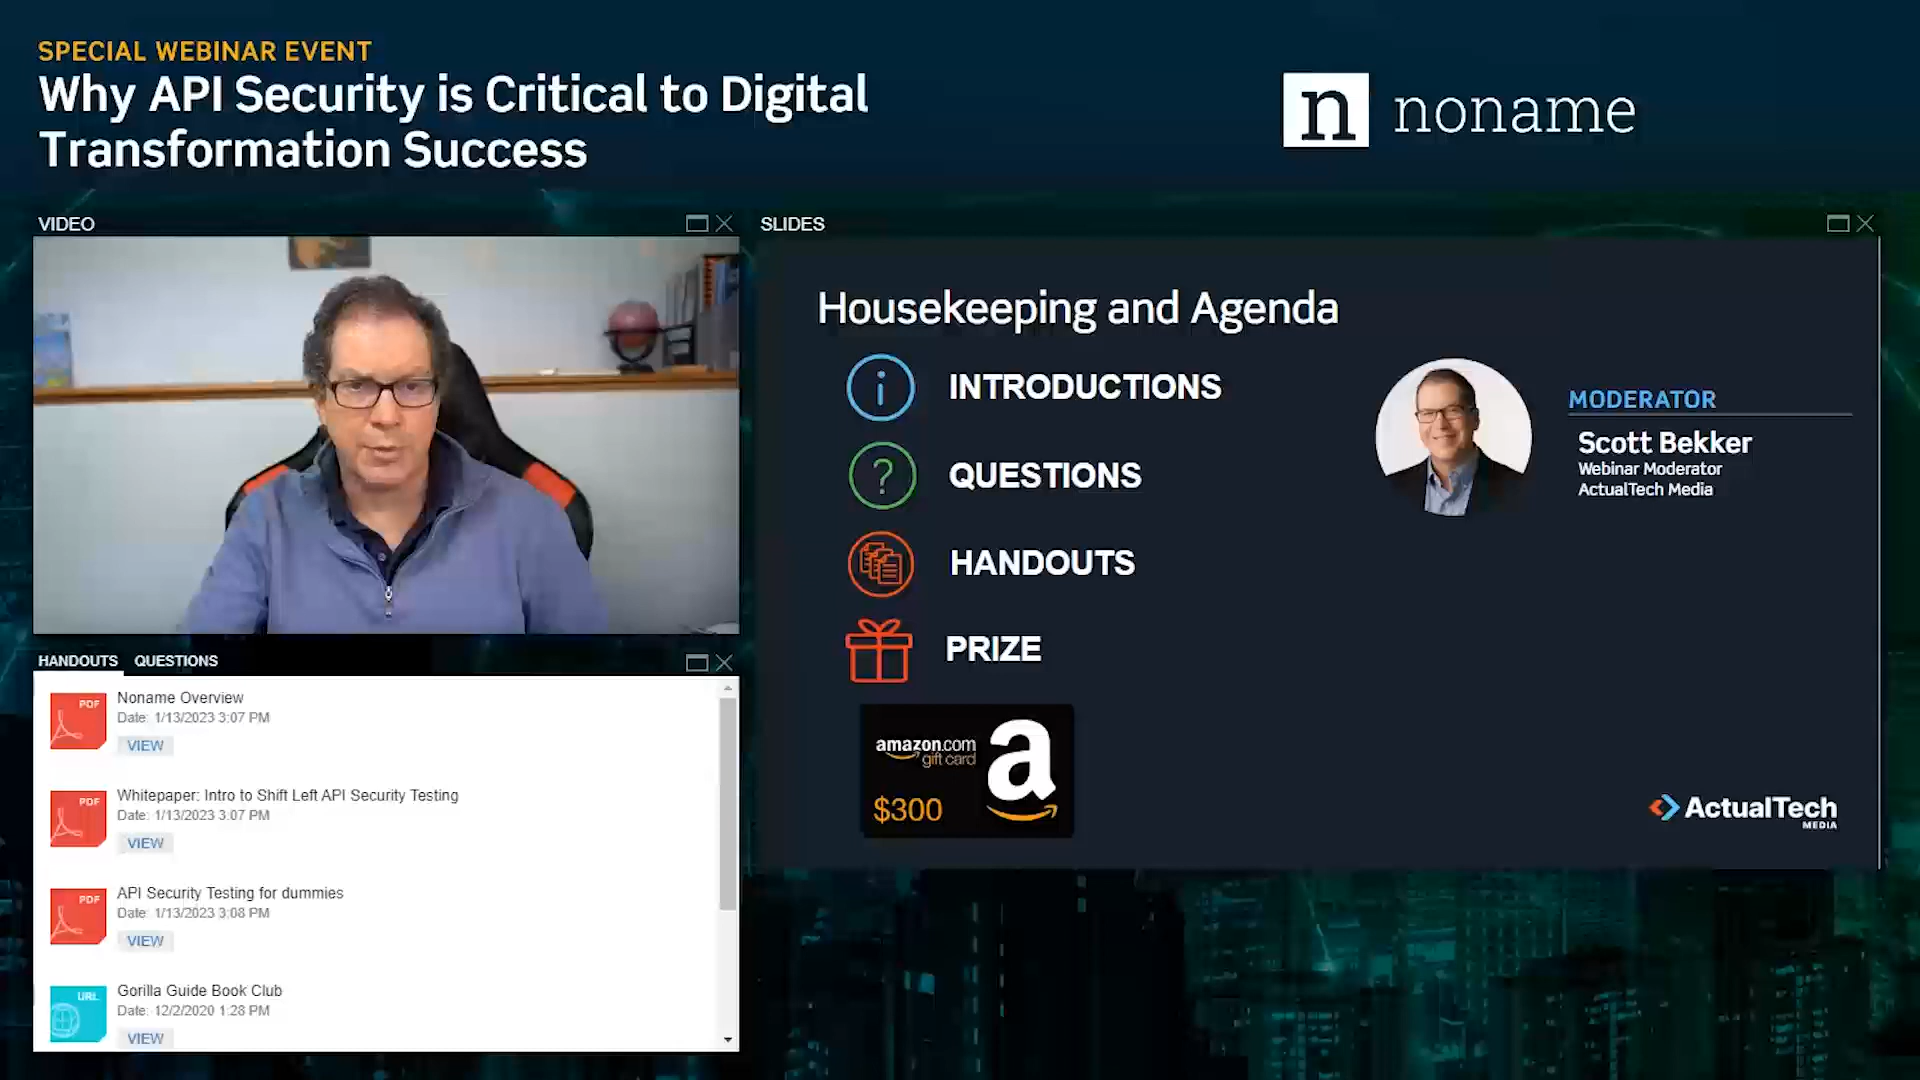 SPECIAL WEBINAR EVENT
Why API Security is Critical to Digital
Transformation Success
n noname
VIDEO
SLIDES
Housekeeping and Agenda
INTRODUCTIONS
QUESTIONS
HANDOUTS
PRIZE
amazon.com
gift card
$300
a
MODERATOR
Scott Bekker
Webinar Moderator
ActualTech Media
ActualTech
MEDIA
HANDOUTS QUESTIONS
PDF
Noname Overview
Date: 1/13/2023 3:07 PM
VIEW
PDF
Whitepaper: Intro to Shift Left API Security Testing
Date: 1/13/2023 3:07 PM
VIEW
PDF
API Security Testing for dummies
Date: 1/13/2023 3:08 PM
VIEW
URL
Gorilla Guide Book Club
Date: 12/2/2020 1:28 PM
VIEW